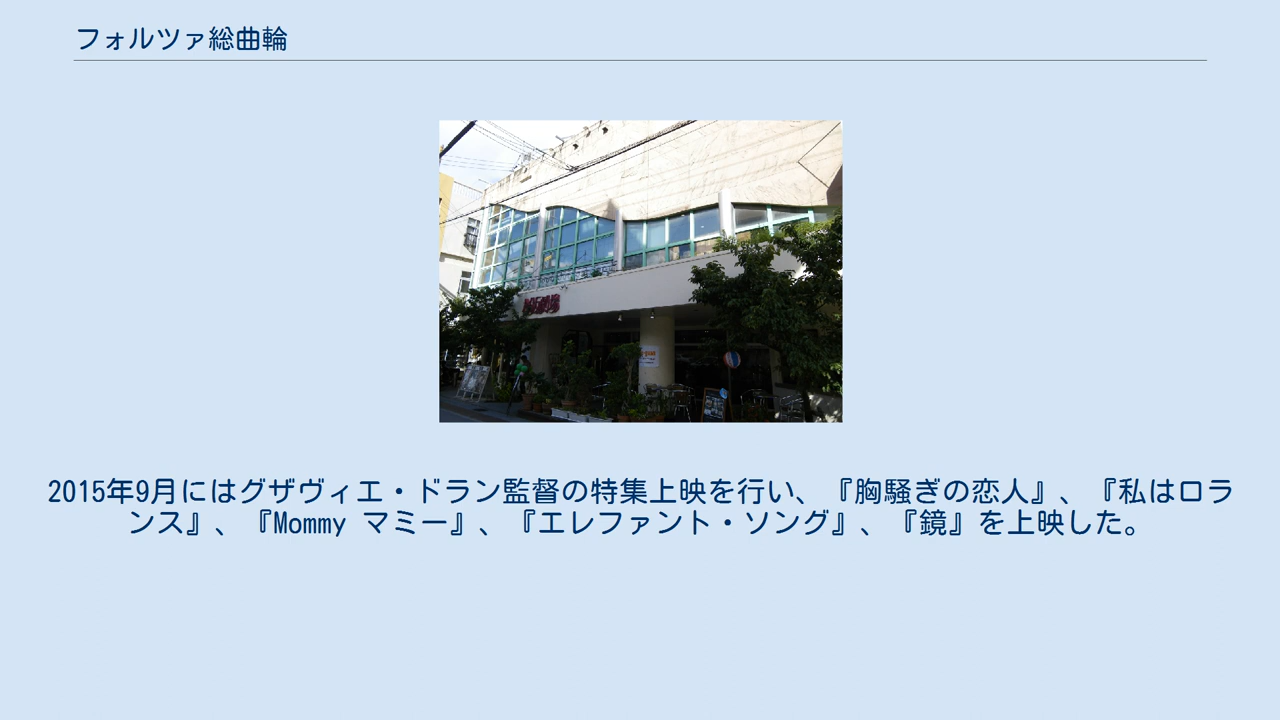 フォルツァ総曲輪
2015年9月にはグザヴィエ・ドラン監督の特集上映を行い、『胸騒ぎの恋人』、『私はロラ
ンス』、『Mommy マミー』、『エレファント・ソング』、『鏡』を上映した。